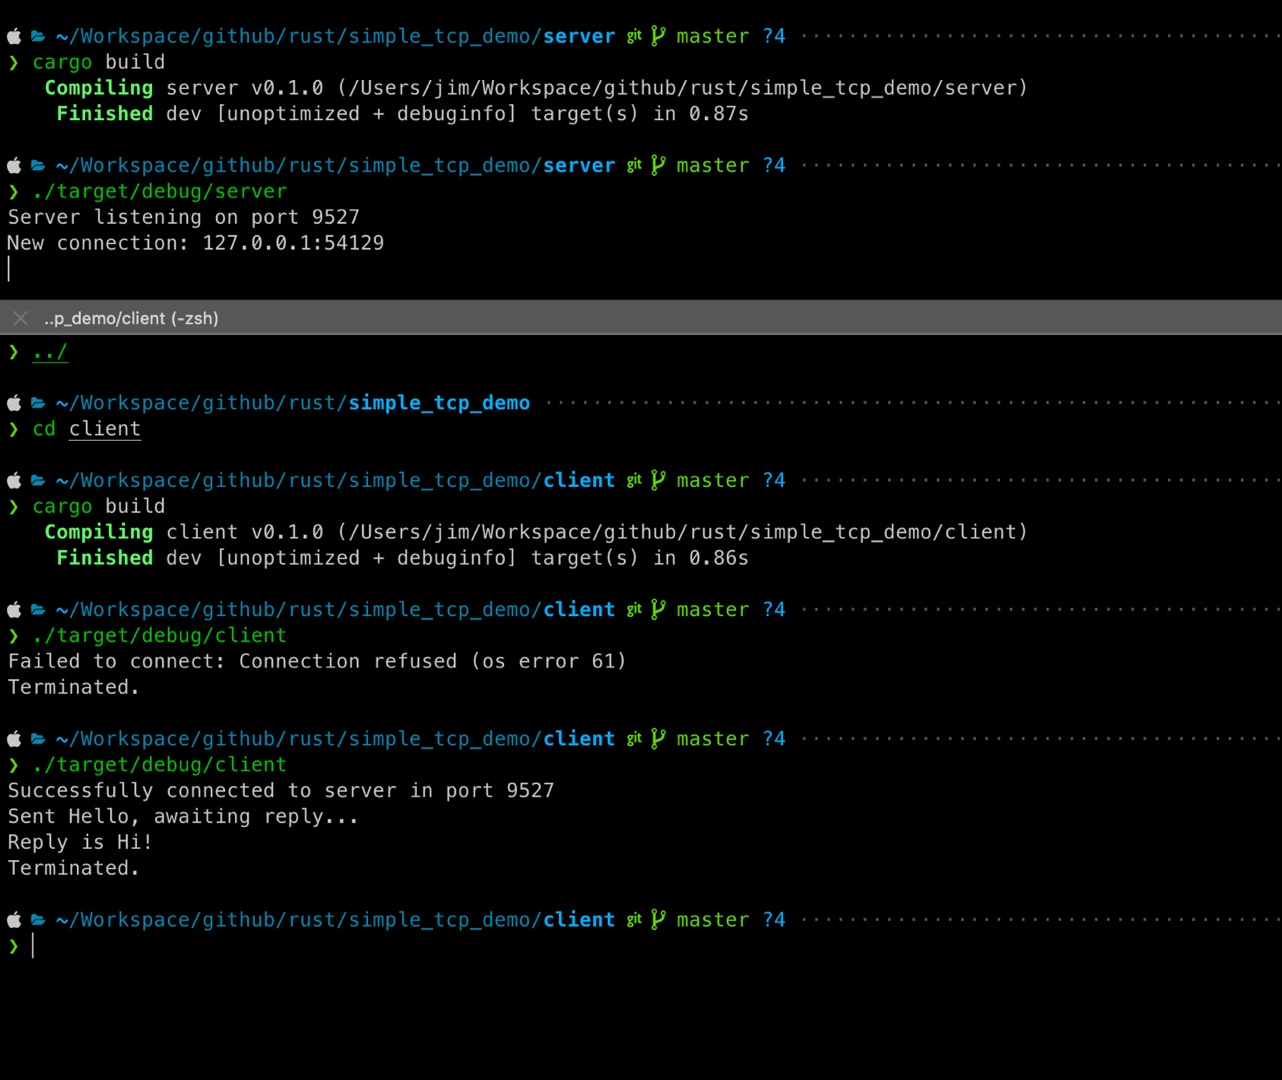 ~/Workspace/github/rust/simple_tcp_demo/server git master ?4
❯ cargo build
Compiling server v0.1.0 (/Users/jim/Workspace/github/rust/simple_tcp_demo/server)
Finished dev [unoptimized + debuginfo] target(s) in 0.87s
~/Workspace/github/rust/simple_tcp_demo/server git master ?4
❯ ./target/debug/server
Server listening on port 9527
New connection: 127.0.0.1:54129
..p_demo/client (-zsh)
❯ ../
~/Workspace/github/rust/simple_tcp_demo
❯ cd client
~/Workspace/github/rust/simple_tcp_demo/client git master ?4
❯ cargo build
Compiling client v0.1.0 (/Users/jim/Workspace/github/rust/simple_tcp_demo/client)
Finished dev [unoptimized + debuginfo] target(s) in 0.86s
~/Workspace/github/rust/simple_tcp_demo/client git master ?4
❯ ./target/debug/client
Failed to connect: Connection refused (os error 61)
Terminated.
~/Workspace/github/rust/simple_tcp_demo/client git master ?4
❯ ./target/debug/client
Successfully connected to server in port 9527
Sent Hello, awaiting reply...
Reply is Hi!
Terminated.
~/Workspace/github/rust/simple_tcp_demo/client git master ?4
❯